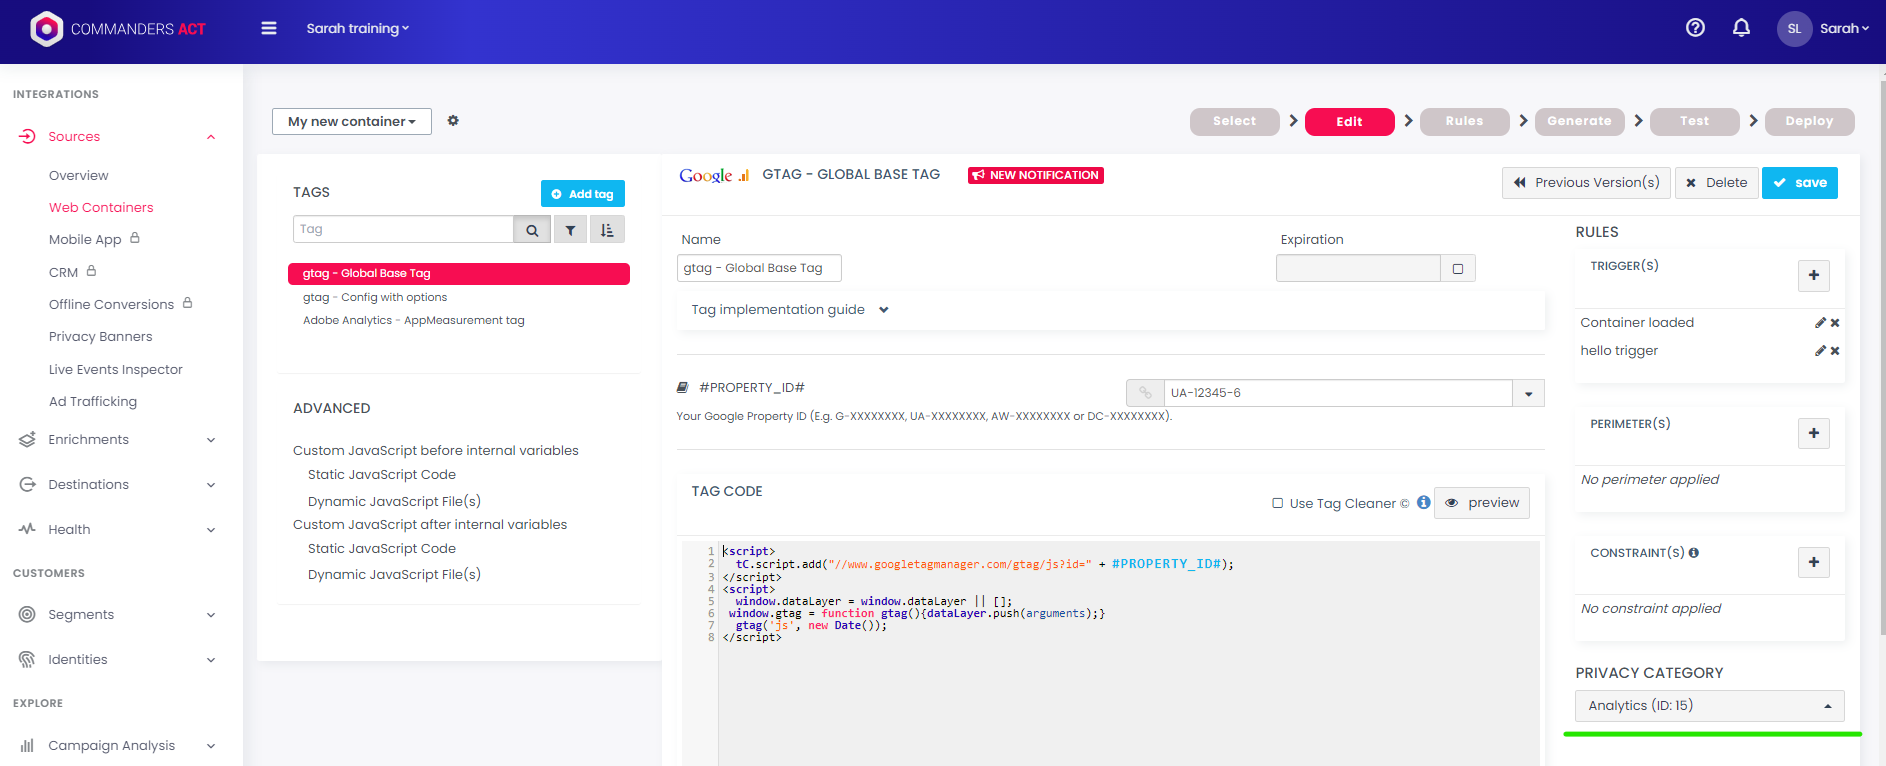 COMMANDERS ACT
Sarah training
SL
Sarah
INTEGRATIONS
Sources
Overview
Web Containers
Mobile App
CRM
Offline Conversions
Privacy Banners
Live Events Inspector
Ad Trafficking
Enrichments
Destinations
Health
CUSTOMERS
Segments
Identities
EXPLORE
Campaign Analysis
My new container
Select
Edit
Rules
Generate
Test
Deploy
TAGS
Add tag
Tag
gtag - Global Base Tag
gtag - Config with options
Adobe Analytics - AppMeasurement tag
ADVANCED
Custom JavaScript before internal variables
Static JavaScript Code
Dynamic JavaScript File(s)
Custom JavaScript after internal variables
Static JavaScript Code
Dynamic JavaScript File(s)
Google GTAG - GLOBAL BASE TAG NEW NOTIFICATION
Previous Version(s)
Delete
save
Name
gtag - Global Base Tag
Expiration
Tag implementation guide
#PROPERTY_ID#
UA-12345-6
Your Google Property ID (E.g. G-XXXXXXXX, UA-XXXXXXXX, AW-XXXXXXXX or DC-XXXXXXXX).
TAG CODE
Use Tag Cleaner ©
preview
1 <script>
2 tC.script.add("//www.googletagmanager.com/gtag/js?id=" + #PROPERTY_ID#);
3 </script>
4 <script>
5 window.dataLayer = window.dataLayer || [];
6 window.gtag = function gtag(){dataLayer.push(arguments);}
7 gtag('js', new Date());
8 </script>
RULES
TRIGGER(S)
Container loaded
hello trigger
PERIMETER(S)
No perimeter applied
CONSTRAINT(S)
No constraint applied
PRIVACY CATEGORY
Analytics (ID: 15)